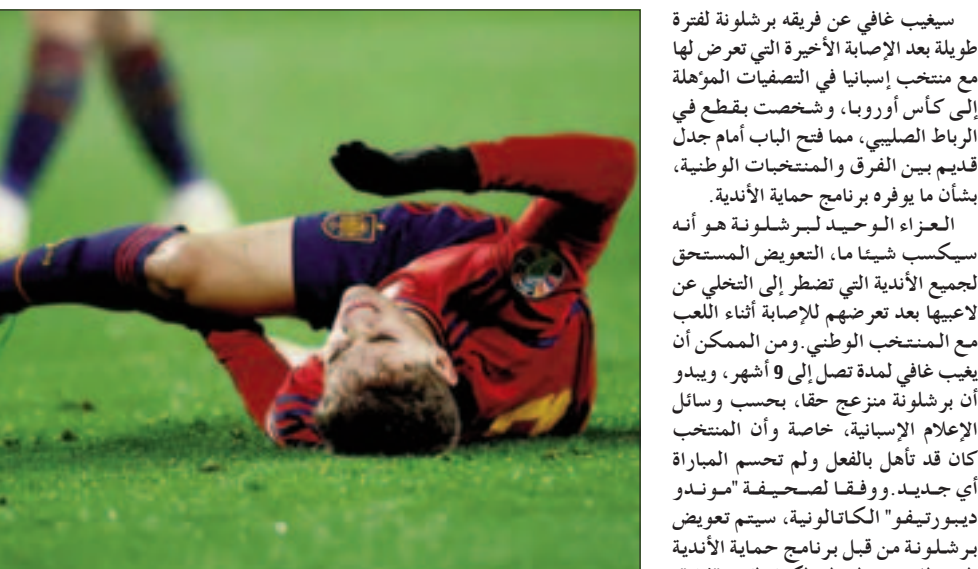 سيغيب غافي عن فريقه برشلونة لفترة
طويلة بعد الإصابة الأخيرة التي تعرض لها
مع منتخب إسبانيا في التصفيات المؤهلة
إلى كأس أوروبا، وشخصت بقطع في
الرباط الصليبي، مما فتح الباب أمام جدل
قديم بين الفرق والمنتخبات الوطنية،
بشأن ما يوفره برنامج حماية الأندية.
العزاء الوحيد لبرشلونة هو أنه
سيكسب شيئا ما، التعويض المستحق
لجميع الأندية التي تضطر إلى التخلي عن
لاعبيها بعد تعرضهم للإصابة أثناء اللعب
مع المنتخب الوطني.ومن الممكن أن
يغيب غافي لمدة تصل إلى 9 أشهر، ويبدو
أن برشلونة منزعج حقا، بحسب وسائل
الإعلام الإسبانية، خاصة وأن المنتخب
كان قد تأهل بالفعل ولم تحسم المباراة
أي جديد.ووفقا لصحيفة "موندو
ديبورتيفو" الكاتالونية، سيتم تعويض
برشلونة من قبل برنامج حماية الأندية